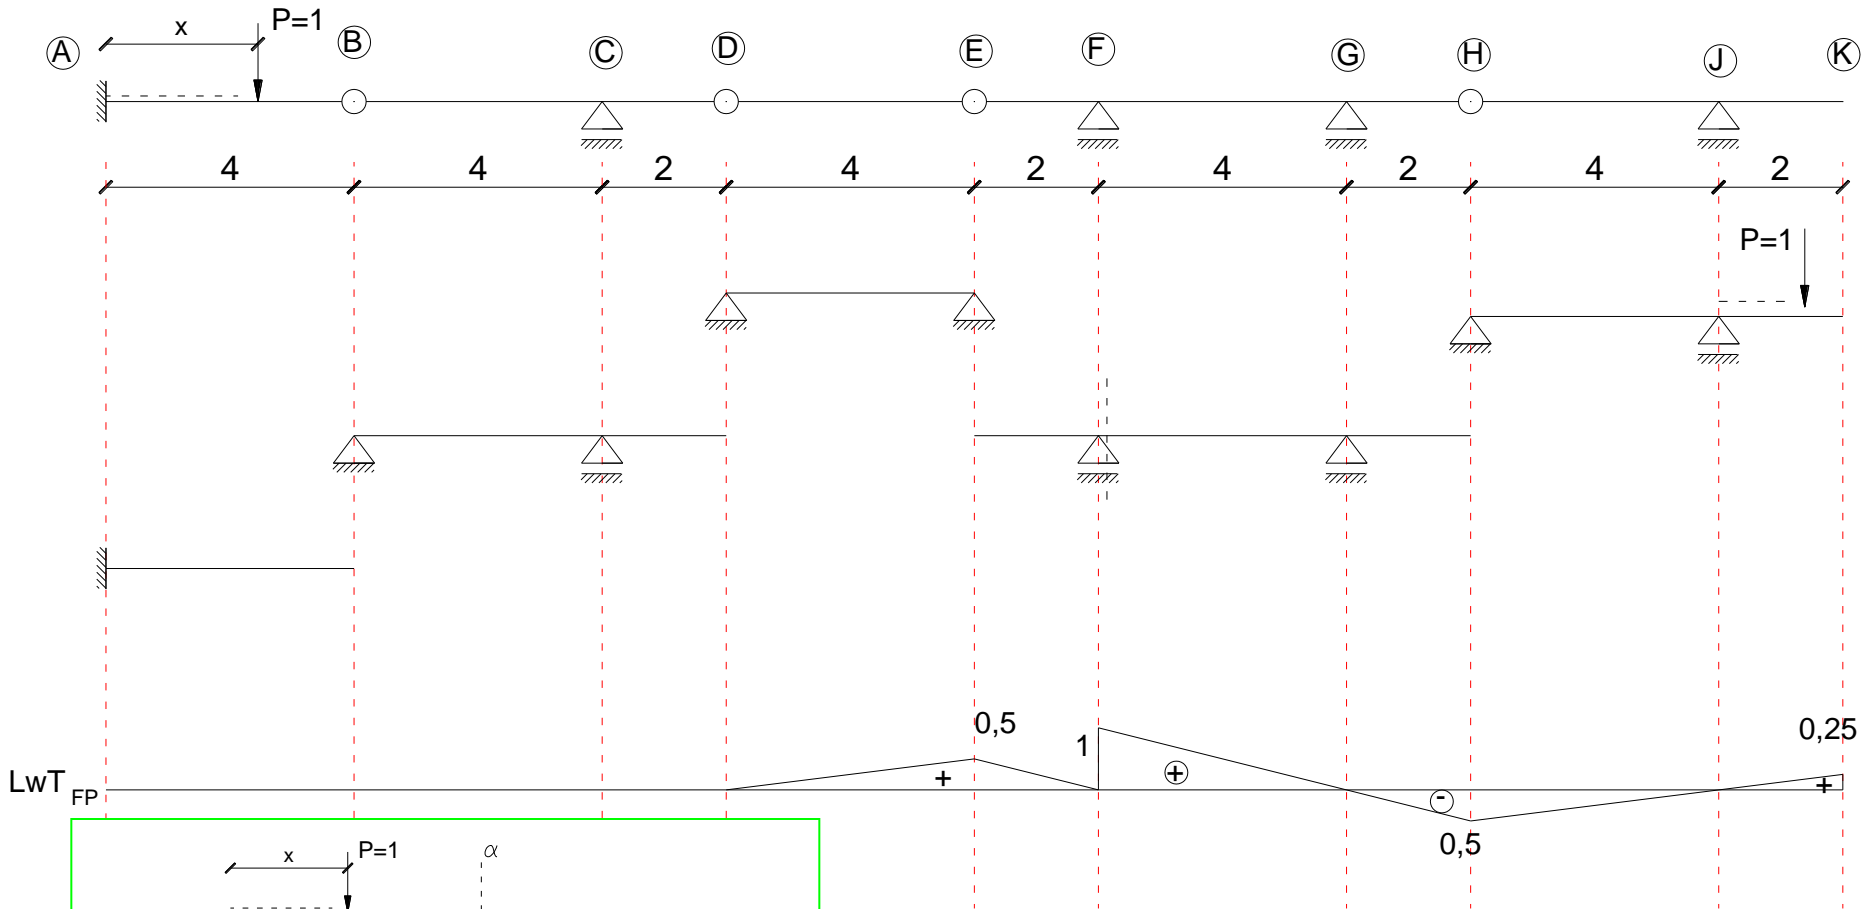 x P=1
A B C D E F G H J K
4 4 2 4 2 4 2 4 2
P=1
0,5 1 + + - 0,5 0,25 +
LwT FP
x P=1 α